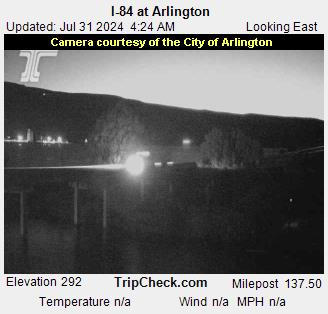 I-84 at Arlington
Updated: Jul 31 2024 4:24 AM Looking East
Camera courtesy of the City of Arlington
Elevation 292 TripCheck.com Milepost 137.50
Temperature n/a Wind n/a MPH n/a